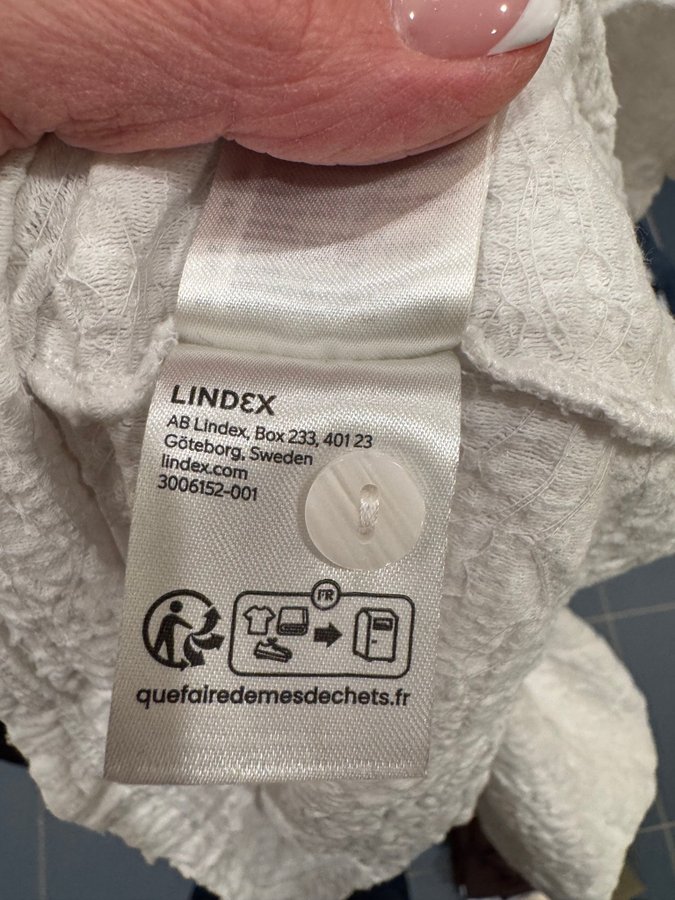 LINDEX
AB Lindex, Box 233, 401 23
Göteborg, Sweden
lindex.com
3006152-001
FR
quefairedemesdechets.fr